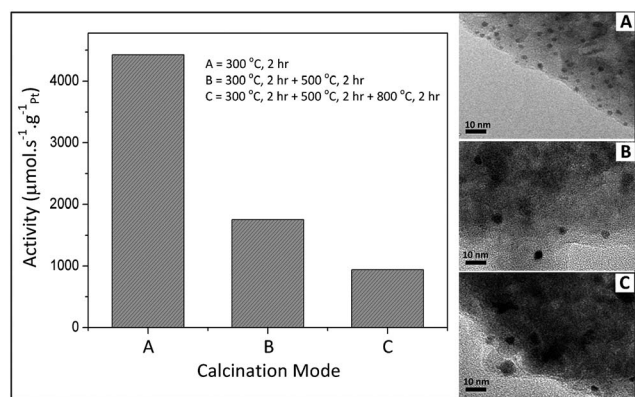 A = 300 °C, 2 hr
B = 300 °C, 2 hr + 500 °C, 2 hr
C = 300 °C, 2 hr + 500 °C, 2 hr + 800 °C, 2 hr
Activity (µmol.s⁻¹.g⁻¹Pt)
4000
3000
2000
1000
0
A B C
Calcination Mode
A
10 nm
B
10 nm
C
10 nm